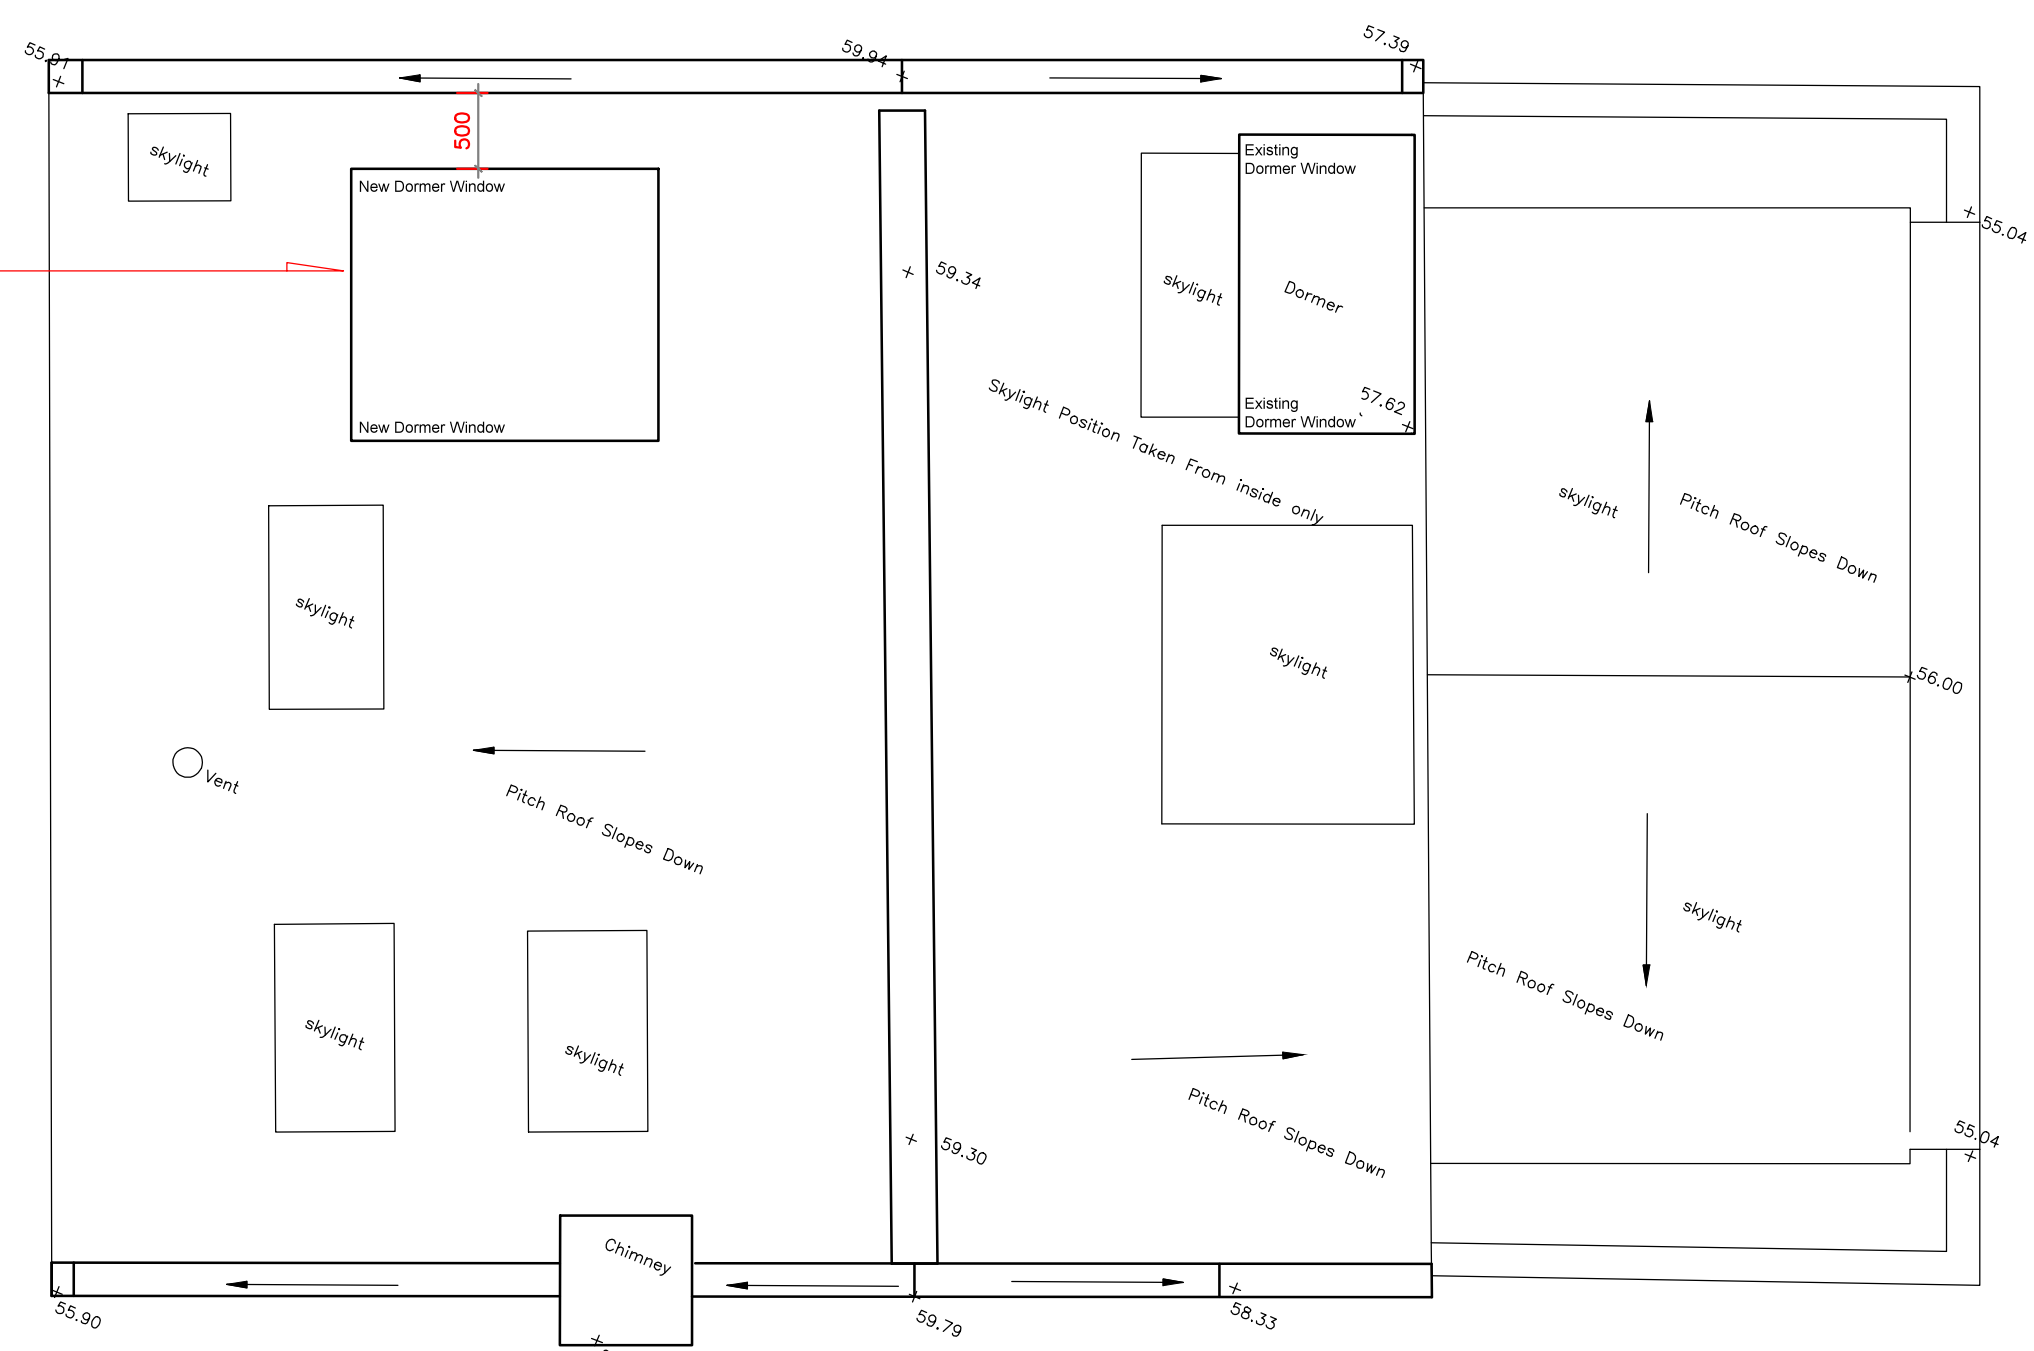 55.91
59.94
57.39
500
skylight
New Dormer Window
Existing
Dormer Window
55.04
59.34
skylight
Dormer
57.62
Existing
Dormer Window
New Dormer Window
Skylight Position Taken From inside only
skylight
Pitch Roof Slopes Down
skylight
skylight
56.00
Vent
Pitch Roof Slopes Down
skylight
Pitch Roof Slopes Down
skylight
skylight
Pitch Roof Slopes Down
59.30
55.04
Chimney
55.90
59.79
58.33